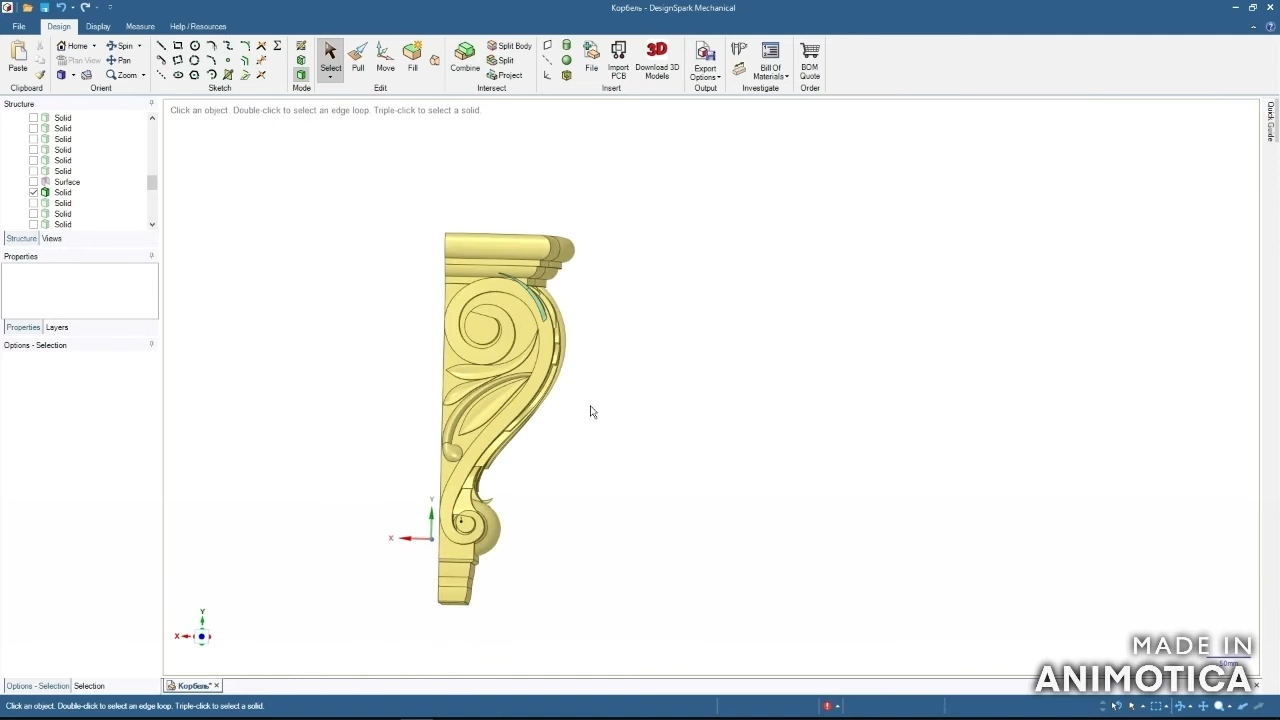 Корбель - DesignSpark Mechanical
File Design Display Measure Help / Resources
Paste
Home Spin
Plan View Pan
Zoom
Select Pull Move Fill
Combine Split Body
Split
Project
File Import PCB Download 3D Models
Export Options Bill Of Materials BOM Quote
Clipboard Orient Sketch Mode Edit Intersect Insert Output Investigate Order
Structure
Click an object. Double-click to select an edge loop. Triple-click to select a solid.
Quick Guide
Solid
Solid
Solid
Solid
Solid
Solid
Surface
Solid
Solid
Solid
Solid
Structure Views
Properties
Properties Layers
Options - Selection
Y
X
Y
X
MADE IN
50mm
ANIMOTICA
Options - Selection Selection
Корбель*
Click an object. Double-click to select an edge loop. Triple-click to select a solid.